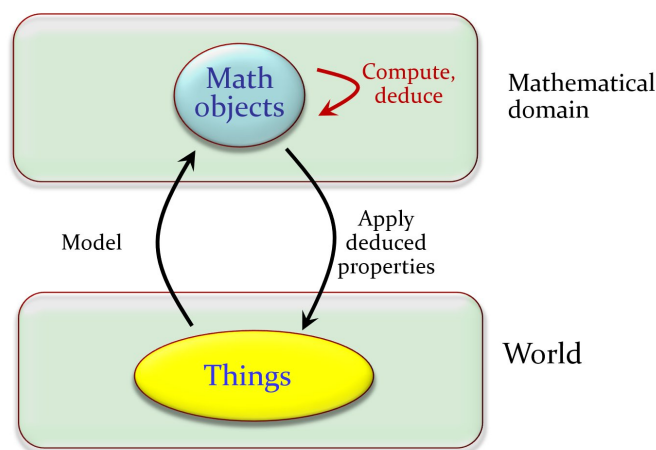 Math
objects
Compute,
deduce
Mathematical
domain
Model
Apply
deduced
properties
Things
World